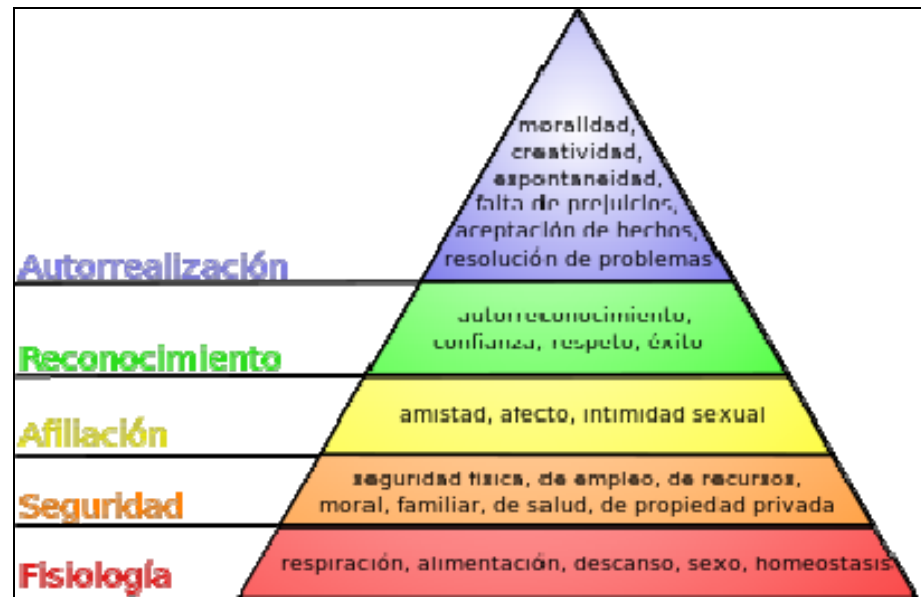 moralidad,
creatividad,
espontaneidad,
falta de prejuicios,
aceptación de hechos,
resolución de problemas
Autorrealización
autorreconocimiento,
confianza, respeto, éxito
Reconocimiento
amistad, afecto, intimidad sexual
Afiliación
seguridad física, de empleo, de recursos,
moral, familiar, de salud, de propiedad privada
Seguridad
respiración, alimentación, descanso, sexo, homeostasis
Fisiología